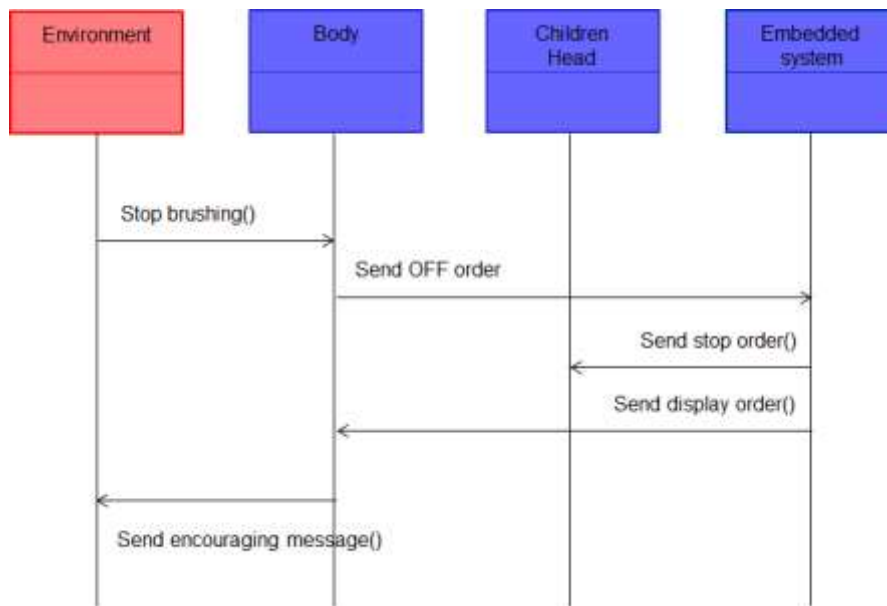 Environment
Body
Children
Head
Embedded
system
Stop brushing()
Send OFF order
Send stop order()
Send display order()
Send encouraging message()